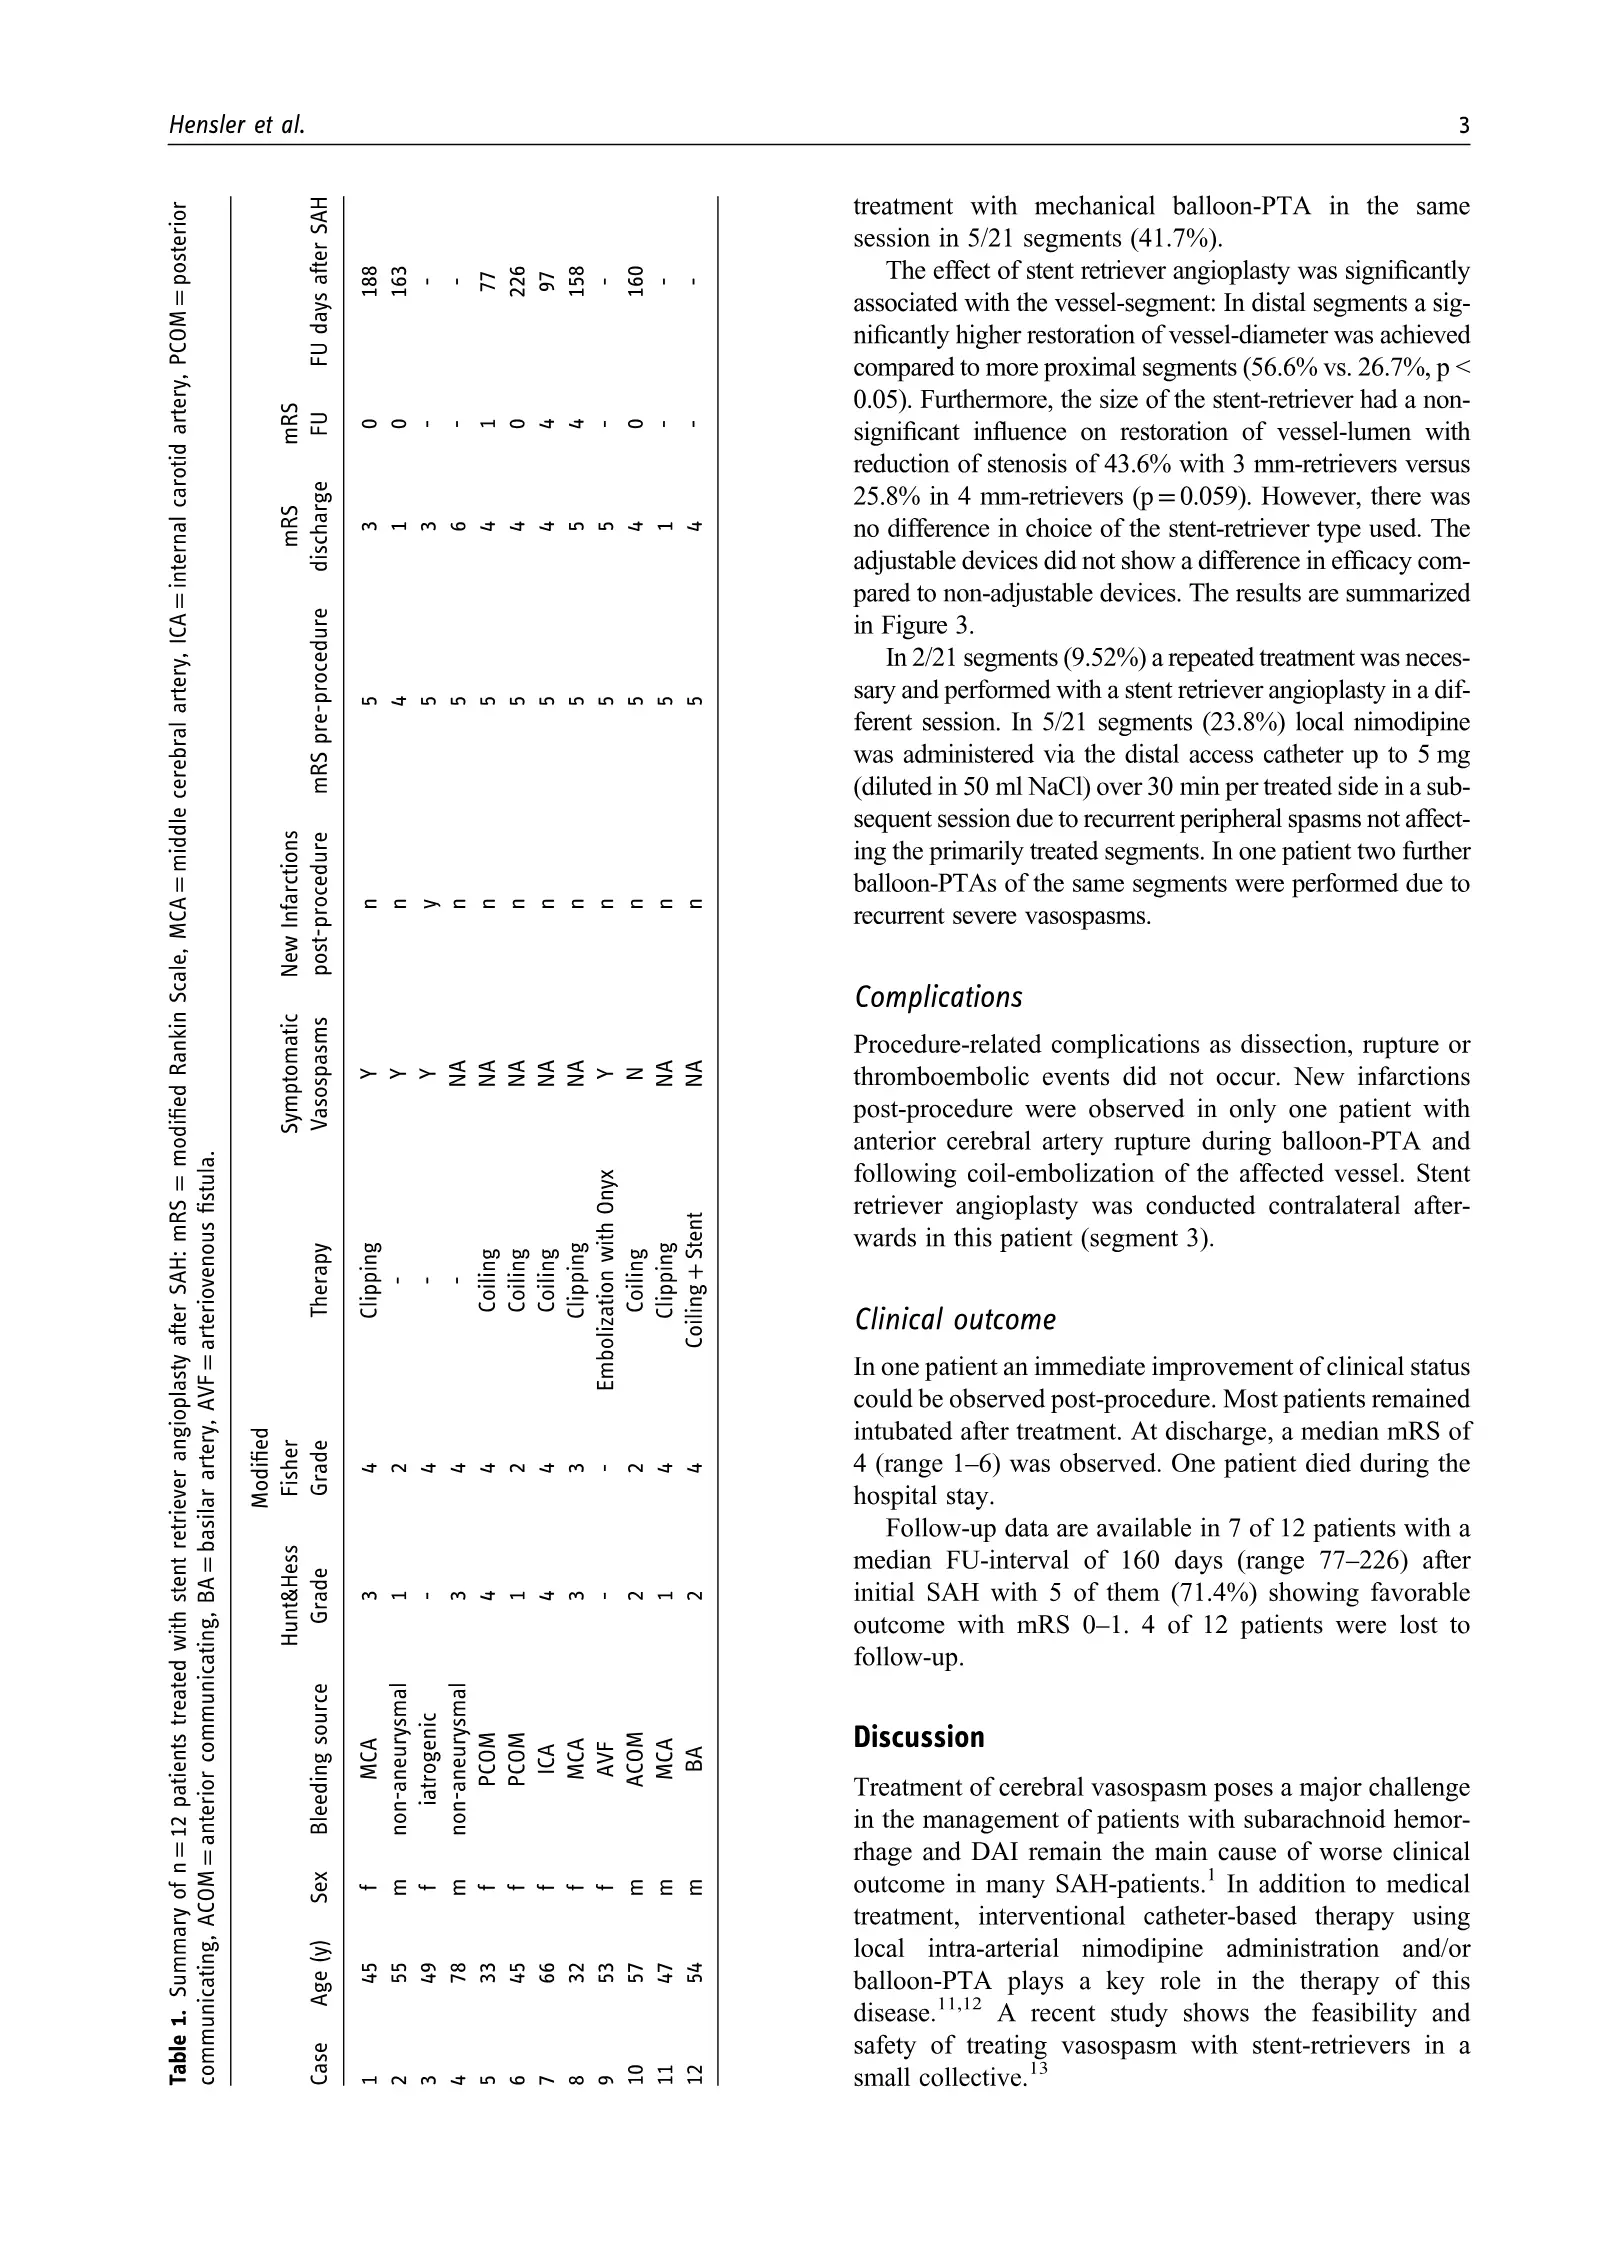 Hensler et al.
3
Table 1. Summary of n = 12 patients treated with stent retriever angioplasty after SAH: mRS = modified Rankin Scale, MCA = middle cerebral artery, ICA = internal carotid artery, PCOM = posterior
communicating, ACOM = anterior communicating, BA = basilar artery, AVF = arteriovenous fistula.
Modified
Hunt&Hess Fisher Symptomatic New Infarctions mRS mRS
Case Age (y) Sex Bleeding source Grade Grade Therapy Vasospasms post-procedure mRS pre-procedure discharge FU FU days after SAH
1 45 f MCA 3 4 Clipping Y n 5 3 0 188
2 55 m non-aneurysmal 1 2 - Y n 4 1 0 163
3 49 f iatrogenic - 4 - Y y 5 3 - -
4 78 m non-aneurysmal 3 4 - NA n 5 6 - -
5 33 f PCOM 4 4 Coiling NA n 5 4 1 77
6 45 f PCOM 1 2 Coiling NA n 5 4 0 226
7 66 f ICA 4 4 Coiling NA n 5 4 4 97
8 32 f MCA 3 3 Clipping NA n 5 5 4 158
9 53 f AVF - - Embolization with Onyx Y n 5 5 - -
10 57 m ACOM 2 2 Coiling N n 5 4 0 160
11 47 m MCA 1 4 Clipping NA n 5 1 - -
12 54 m BA 2 4 Coiling + Stent NA n 5 4 - -
treatment with mechanical balloon-PTA in the same
session in 5/21 segments (41.7%).
The effect of stent retriever angioplasty was significantly
associated with the vessel-segment: In distal segments a sig-
nificantly higher restoration of vessel-diameter was achieved
compared to more proximal segments (56.6% vs. 26.7%, p <
0.05). Furthermore, the size of the stent-retriever had a non-
significant influence on restoration of vessel-lumen with
reduction of stenosis of 43.6% with 3 mm-retrievers versus
25.8% in 4 mm-retrievers (p = 0.059). However, there was
no difference in choice of the stent-retriever type used. The
adjustable devices did not show a difference in efficacy com-
pared to non-adjustable devices. The results are summarized
in Figure 3.
In 2/21 segments (9.52%) a repeated treatment was neces-
sary and performed with a stent retriever angioplasty in a dif-
ferent session. In 5/21 segments (23.8%) local nimodipine
was administered via the distal access catheter up to 5 mg
(diluted in 50 ml NaCl) over 30 min per treated side in a sub-
sequent session due to recurrent peripheral spasms not affect-
ing the primarily treated segments. In one patient two further
balloon-PTAs of the same segments were performed due to
recurrent severe vasospasms.
Complications
Procedure-related complications as dissection, rupture or
thromboembolic events did not occur. New infarctions
post-procedure were observed in only one patient with
anterior cerebral artery rupture during balloon-PTA and
following coil-embolization of the affected vessel. Stent
retriever angioplasty was conducted contralateral after-
wards in this patient (segment 3).
Clinical outcome
In one patient an immediate improvement of clinical status
could be observed post-procedure. Most patients remained
intubated after treatment. At discharge, a median mRS of
4 (range 1–6) was observed. One patient died during the
hospital stay.
Follow-up data are available in 7 of 12 patients with a
median FU-interval of 160 days (range 77–226) after
initial SAH with 5 of them (71.4%) showing favorable
outcome with mRS 0–1. 4 of 12 patients were lost to
follow-up.
Discussion
Treatment of cerebral vasospasm poses a major challenge
in the management of patients with subarachnoid hemor-
rhage and DAI remain the main cause of worse clinical
outcome in many SAH-patients.1 In addition to medical
treatment, interventional catheter-based therapy using
local intra-arterial nimodipine administration and/or
balloon-PTA plays a key role in the therapy of this
disease.11,12 A recent study shows the feasibility and
safety of treating vasospasm with stent-retrievers in a
small collective.13